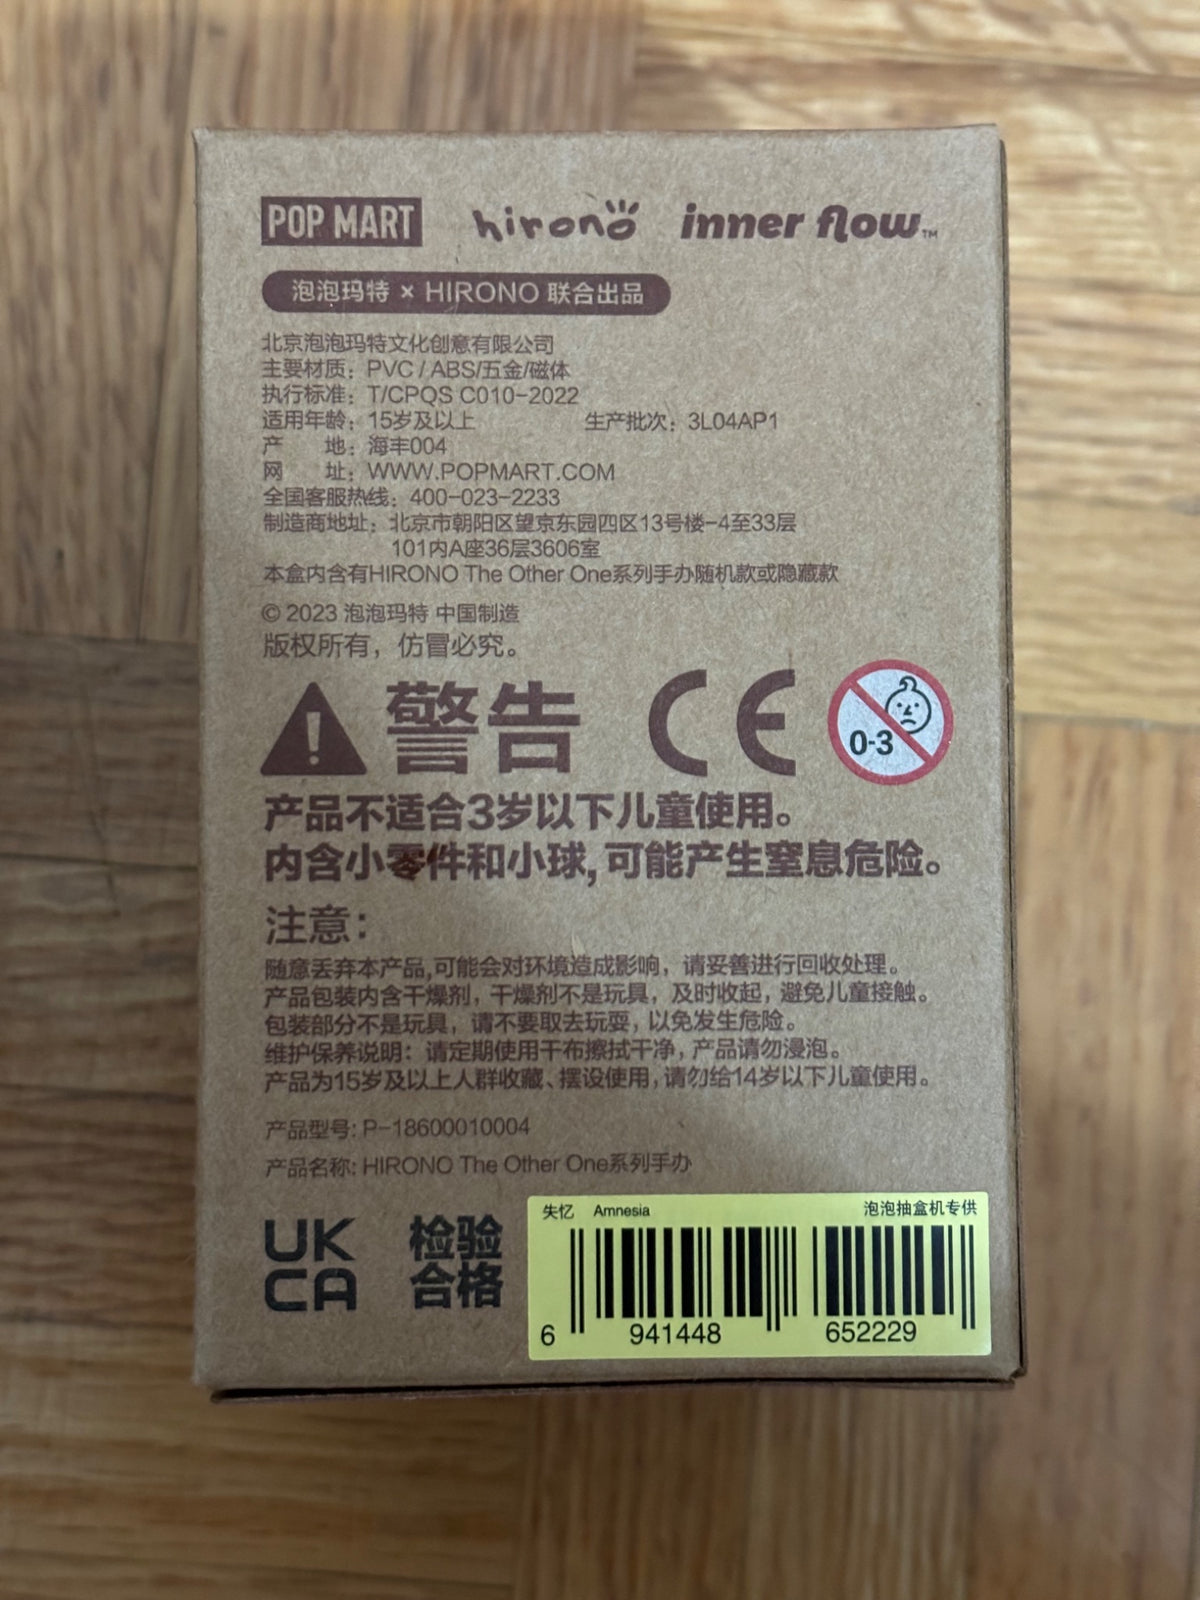 POP MART hirono inner flow™
泡泡玛特 × HIRONO 联合出品
北京泡泡玛特文化创意有限公司
主要材质：PVC / ABS/五金/磁体
执行标准：T/CPQS C010-2022
适用年龄：15岁及以上 生产批次：3L04AP1
产 地：海丰004
网 址：WWW.POPMART.COM
全国客服热线：400-023-2233
制造商地址：北京市朝阳区望京东园四区13号楼-4至33层
101内A座36层3606室
本盒内含有HIRONO The Other One系列手办随机款或隐藏款
© 2023 泡泡玛特 中国制造
版权所有，仿冒必究。
警告 CE 0-3
产品不适合3岁以下儿童使用。
内含小零件和小球,可能产生窒息危险。
注意：
随意丢弃本产品,可能会对环境造成影响，请妥善进行回收处理。
产品包装内含干燥剂，干燥剂不是玩具，及时收起，避免儿童接触。
包装部分不是玩具，请不要取去玩耍，以免发生危险。
维护保养说明：请定期使用干布擦拭干净，产品请勿浸泡。
产品为15岁及以上人群收藏、摆设使用，请勿给14岁以下儿童使用。
产品型号: P-18600010004
产品名称: HIRONO The Other One系列手办
UK
CA
检验
合格
失忆 Amnesia 泡泡抽盒机专供
6 941448 652229